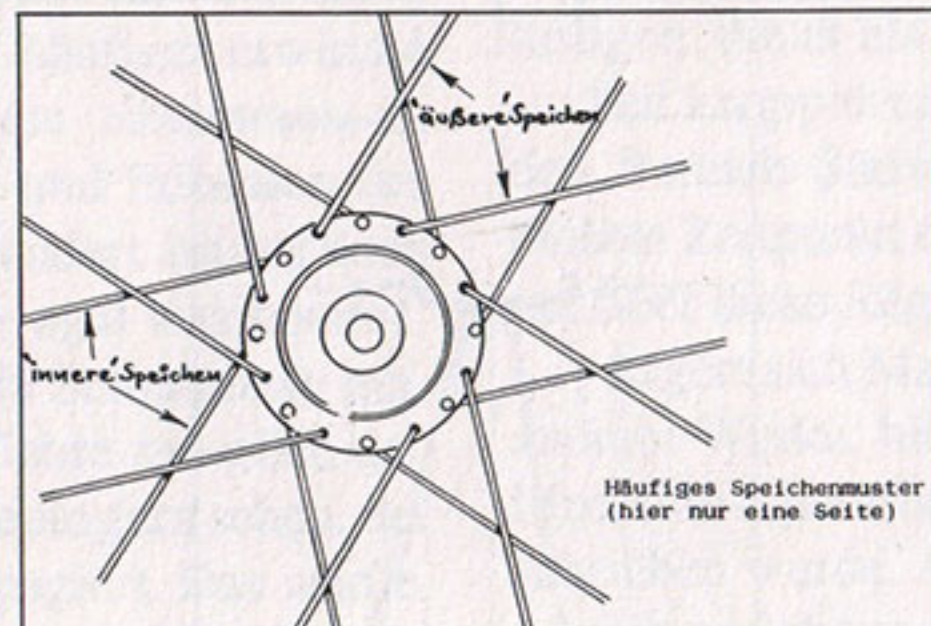 "äußere" Speichen
"innere" Speichen
Häufiges Speichenmuster
(hier nur eine Seite)